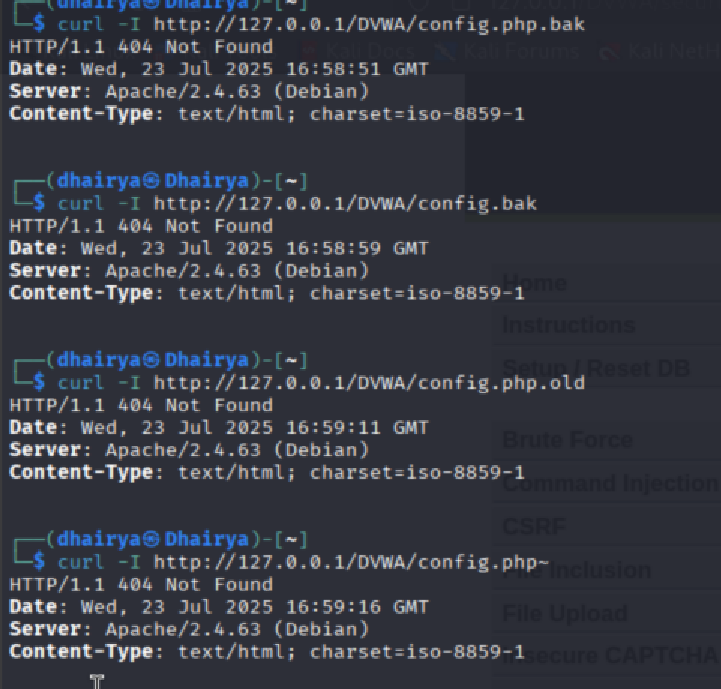 (dhairya㉿Dhairya)-[~]
$ curl -I http://127.0.0.1/DVWA/config.php.bak
HTTP/1.1 404 Not Found
Date: Wed, 23 Jul 2025 16:58:51 GMT
Server: Apache/2.4.63 (Debian)
Content-Type: text/html; charset=iso-8859-1
(dhairya㉿Dhairya)-[~]
$ curl -I http://127.0.0.1/DVWA/config.bak
HTTP/1.1 404 Not Found
Date: Wed, 23 Jul 2025 16:58:59 GMT
Server: Apache/2.4.63 (Debian)
Content-Type: text/html; charset=iso-8859-1
(dhairya㉿Dhairya)-[~]
$ curl -I http://127.0.0.1/DVWA/config.php.old
HTTP/1.1 404 Not Found
Date: Wed, 23 Jul 2025 16:59:11 GMT
Server: Apache/2.4.63 (Debian)
Content-Type: text/html; charset=iso-8859-1
(dhairya㉿Dhairya)-[~]
$ curl -I http://127.0.0.1/DVWA/config.php~
HTTP/1.1 404 Not Found
Date: Wed, 23 Jul 2025 16:59:16 GMT
Server: Apache/2.4.63 (Debian)
Content-Type: text/html; charset=iso-8859-1
Kali Docs Kali Forums Kali
Home
Instructions
Setup / Reset DB
Brute Force
Command Injection
CSRF
File Inclusion
File Upload
Insecure CAPTCHA